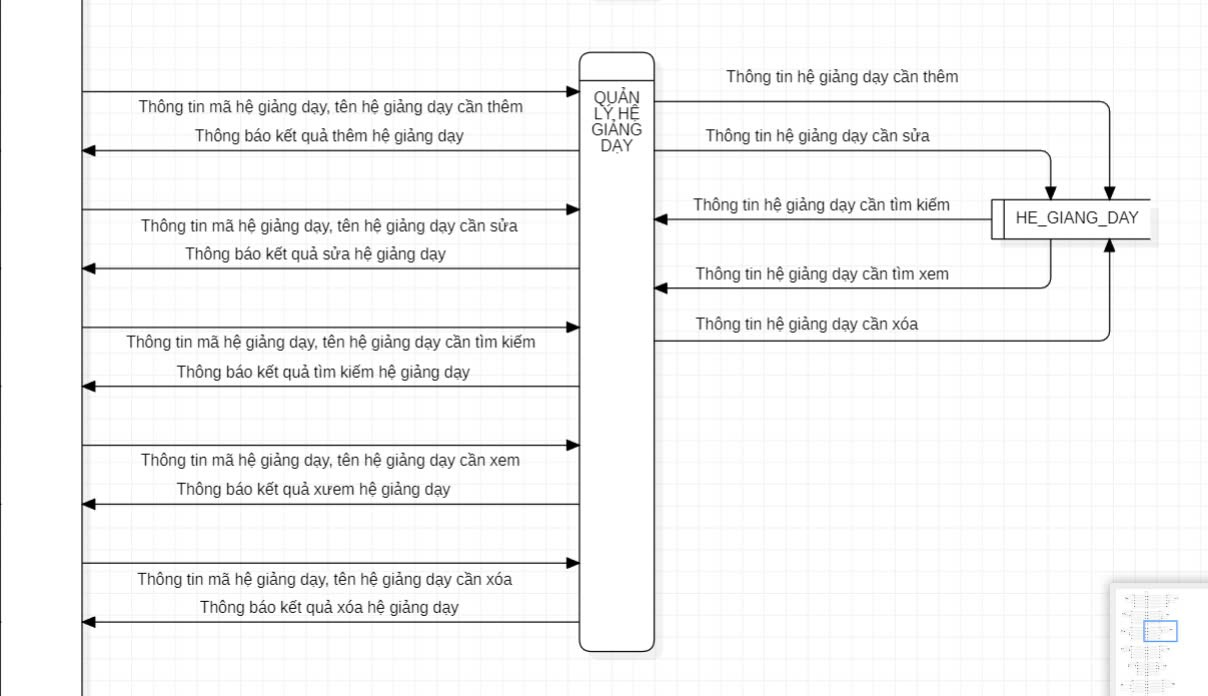 Thông tin mã hệ giảng dạy, tên hệ giảng dạy cần thêm
Thông báo kết quả thêm hệ giảng dạy
Thông tin mã hệ giảng dạy, tên hệ giảng dạy cần sửa
Thông báo kết quả sửa hệ giảng dạy
Thông tin mã hệ giảng dạy, tên hệ giảng dạy cần tìm kiếm
Thông báo kết quả tìm kiếm hệ giảng dạy
Thông tin mã hệ giảng dạy, tên hệ giảng dạy cần xem
Thông báo kết quả xưem hệ giảng dạy
Thông tin mã hệ giảng dạy, tên hệ giảng dạy cần xóa
Thông báo kết quả xóa hệ giảng dạy
QUẢN
LÝ HỆ
GIẢNG
DẠY
Thông tin hệ giảng dạy cần thêm
Thông tin hệ giảng dạy cần sửa
Thông tin hệ giảng dạy cần tìm kiếm
Thông tin hệ giảng dạy cần tìm xem
Thông tin hệ giảng dạy cần xóa
HE_GIANG_DAY